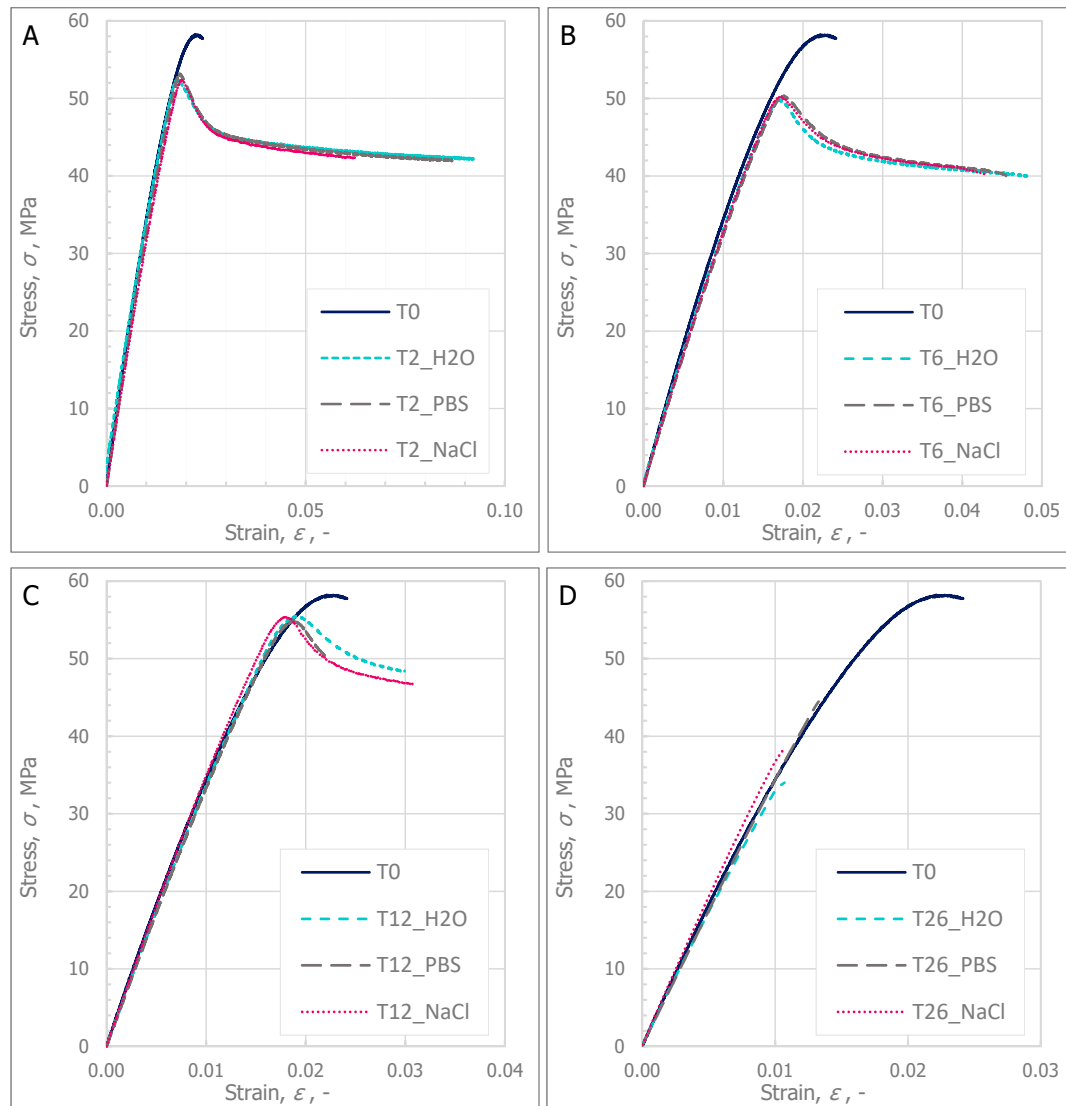 A
60
50
40
30
20
10
0
Stress, σ, MPa
T0
T2_H2O
T2_PBS
T2_NaCl
0.00 0.05 0.10
Strain, ε, -
B
60
50
40
30
20
10
0
Stress, σ, MPa
T0
T6_H2O
T6_PBS
T6_NaCl
0.00 0.01 0.02 0.03 0.04 0.05
Strain, ε, -
C
60
50
40
30
20
10
0
Stress, σ, MPa
T0
T12_H2O
T12_PBS
T12_NaCl
0.00 0.01 0.02 0.03 0.04
Strain, ε, -
D
60
50
40
30
20
10
0
Stress, σ, MPa
T0
T26_H2O
T26_PBS
T26_NaCl
0.00 0.01 0.02 0.03
Strain, ε, -